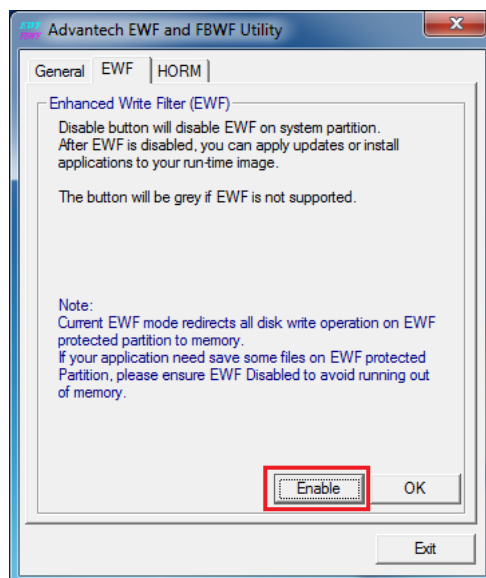 EWF
FBWF
Advantech EWF and FBWF Utility
General EWF HORM
Enhanced Write Filter (EWF)
Disable button will disable EWF on system partition.
After EWF is disabled, you can apply updates or install
applications to your run-time image.
The button will be grey if EWF is not supported.
Note:
Current EWF mode redirects all disk write operation on EWF
protected partition to memory.
If your application need save some files on EWF protected
Partition, please ensure EWF Disabled to avoid running out
of memory.
Enable OK
Exit